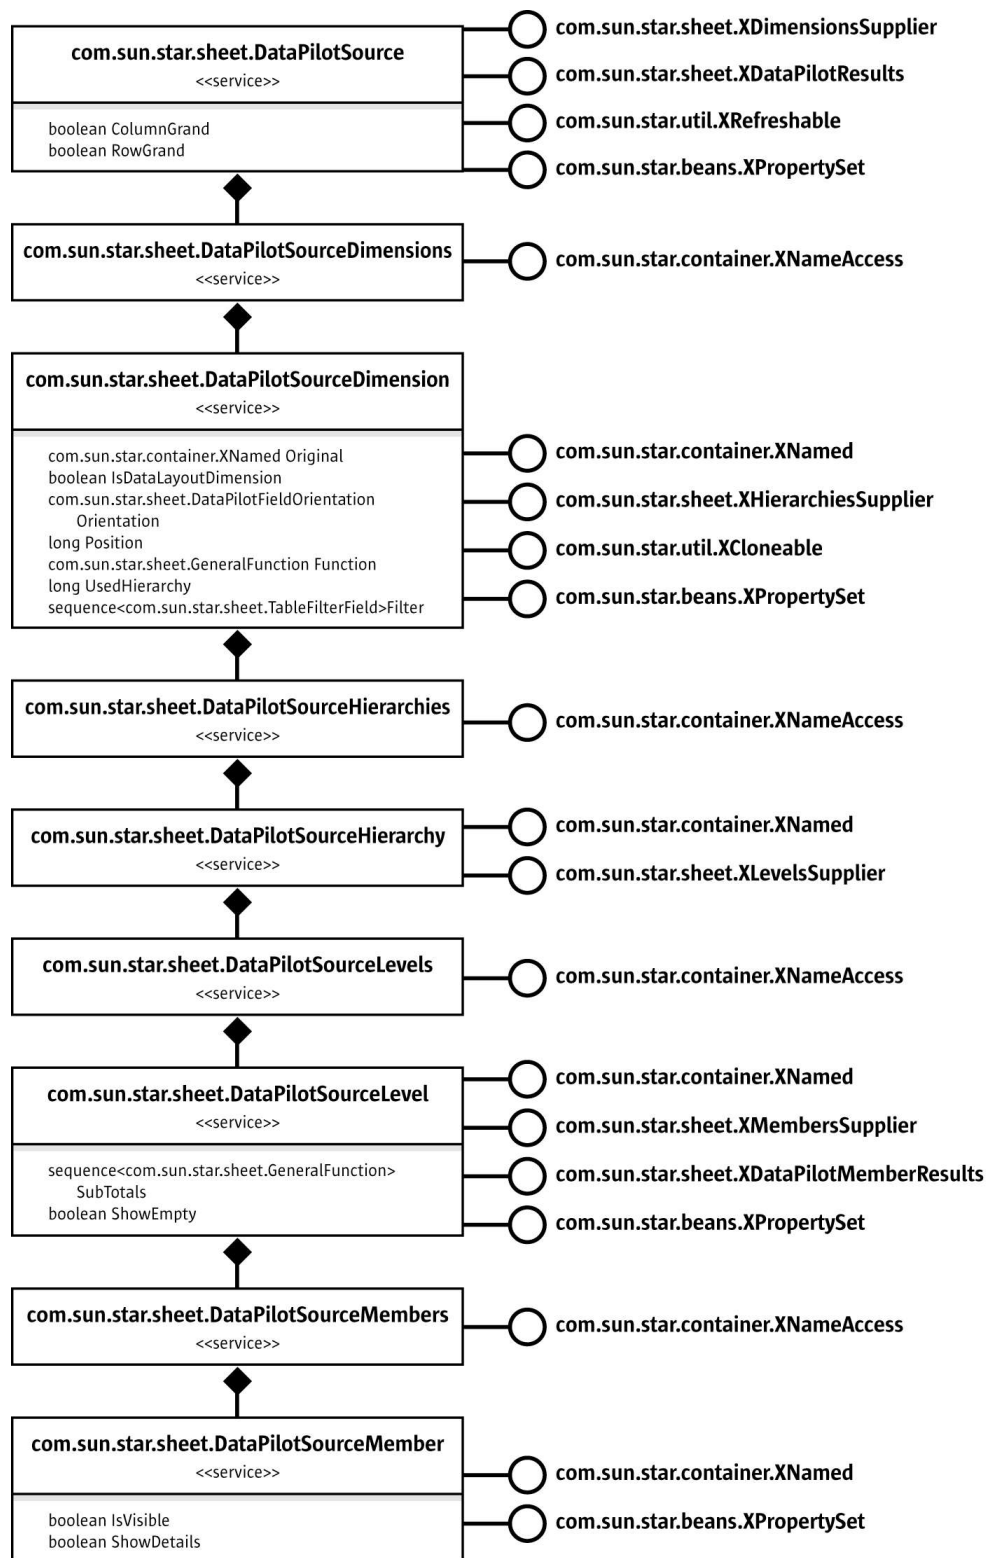 com.sun.star.sheet.DataPilotSource
<<service>>
boolean ColumnGrand
boolean RowGrand
com.sun.star.sheet.XDimensionsSupplier
com.sun.star.sheet.XDataPilotResults
com.sun.star.util.XRefreshable
com.sun.star.beans.XPropertySet
com.sun.star.sheet.DataPilotSourceDimensions
<<service>>
com.sun.star.container.XNameAccess
com.sun.star.sheet.DataPilotSourceDimension
<<service>>
com.sun.star.container.XNamed Original
boolean IsDataLayoutDimension
com.sun.star.sheet.DataPilotFieldOrientation
Orientation
long Position
com.sun.star.sheet.GeneralFunction Function
long UsedHierarchy
sequence<com.sun.star.sheet.TableFilterField>Filter
com.sun.star.container.XNamed
com.sun.star.sheet.XHierarchiesSupplier
com.sun.star.util.XCloneable
com.sun.star.beans.XPropertySet
com.sun.star.sheet.DataPilotSourceHierarchies
<<service>>
com.sun.star.container.XNameAccess
com.sun.star.sheet.DataPilotSourceHierarchy
<<service>>
com.sun.star.container.XNamed
com.sun.star.sheet.XLevelsSupplier
com.sun.star.sheet.DataPilotSourceLevels
<<service>>
com.sun.star.container.XNameAccess
com.sun.star.sheet.DataPilotSourceLevel
<<service>>
sequence<com.sun.star.sheet.GeneralFunction>
SubTotals
boolean ShowEmpty
com.sun.star.container.XNamed
com.sun.star.sheet.XMembersSupplier
com.sun.star.sheet.XDataPilotMemberResults
com.sun.star.beans.XPropertySet
com.sun.star.sheet.DataPilotSourceMembers
<<service>>
com.sun.star.container.XNameAccess
com.sun.star.sheet.DataPilotSourceMember
<<service>>
boolean IsVisible
boolean ShowDetails
com.sun.star.container.XNamed
com.sun.star.beans.XPropertySet